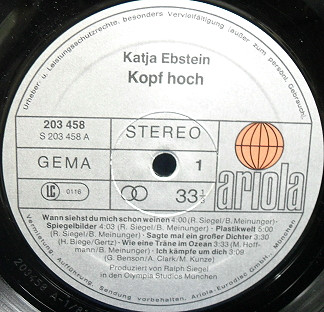 Urheber- u. Leistungsschutzrechte, besonders Vervielfältigung (außer zum persönl. Gebrauch),
Katja Ebstein
Kopf hoch
203 458
S 203 458 A
STEREO
GEMA
1
LC 0116
33 1/3
ariola
Wann siehst du mich schon weinen 4:00 (R. Siegel/B. Meinunger) ·
Spiegelbilder 4:03 (R. Siegel/B. Meinunger) · Plastikwelt 5:00
(R. Siegel/B. Meinunger) · Sagte mal ein großer Dichter 3:30
(H. Biege/Gertz) · Wie eine Träne im Ozean 3:30 (M. Hoff-
mann/B. Meinunger) · Ich kämpfe um dich 3:09
(G. Benson/A. Clark/M. Kunze)
Produziert von Ralph Siegel
in den Olympia Studios München
Vermietung, Aufführung, Sendung vorbehalten. Ariola-Eurodisc GmbH., München
203 458